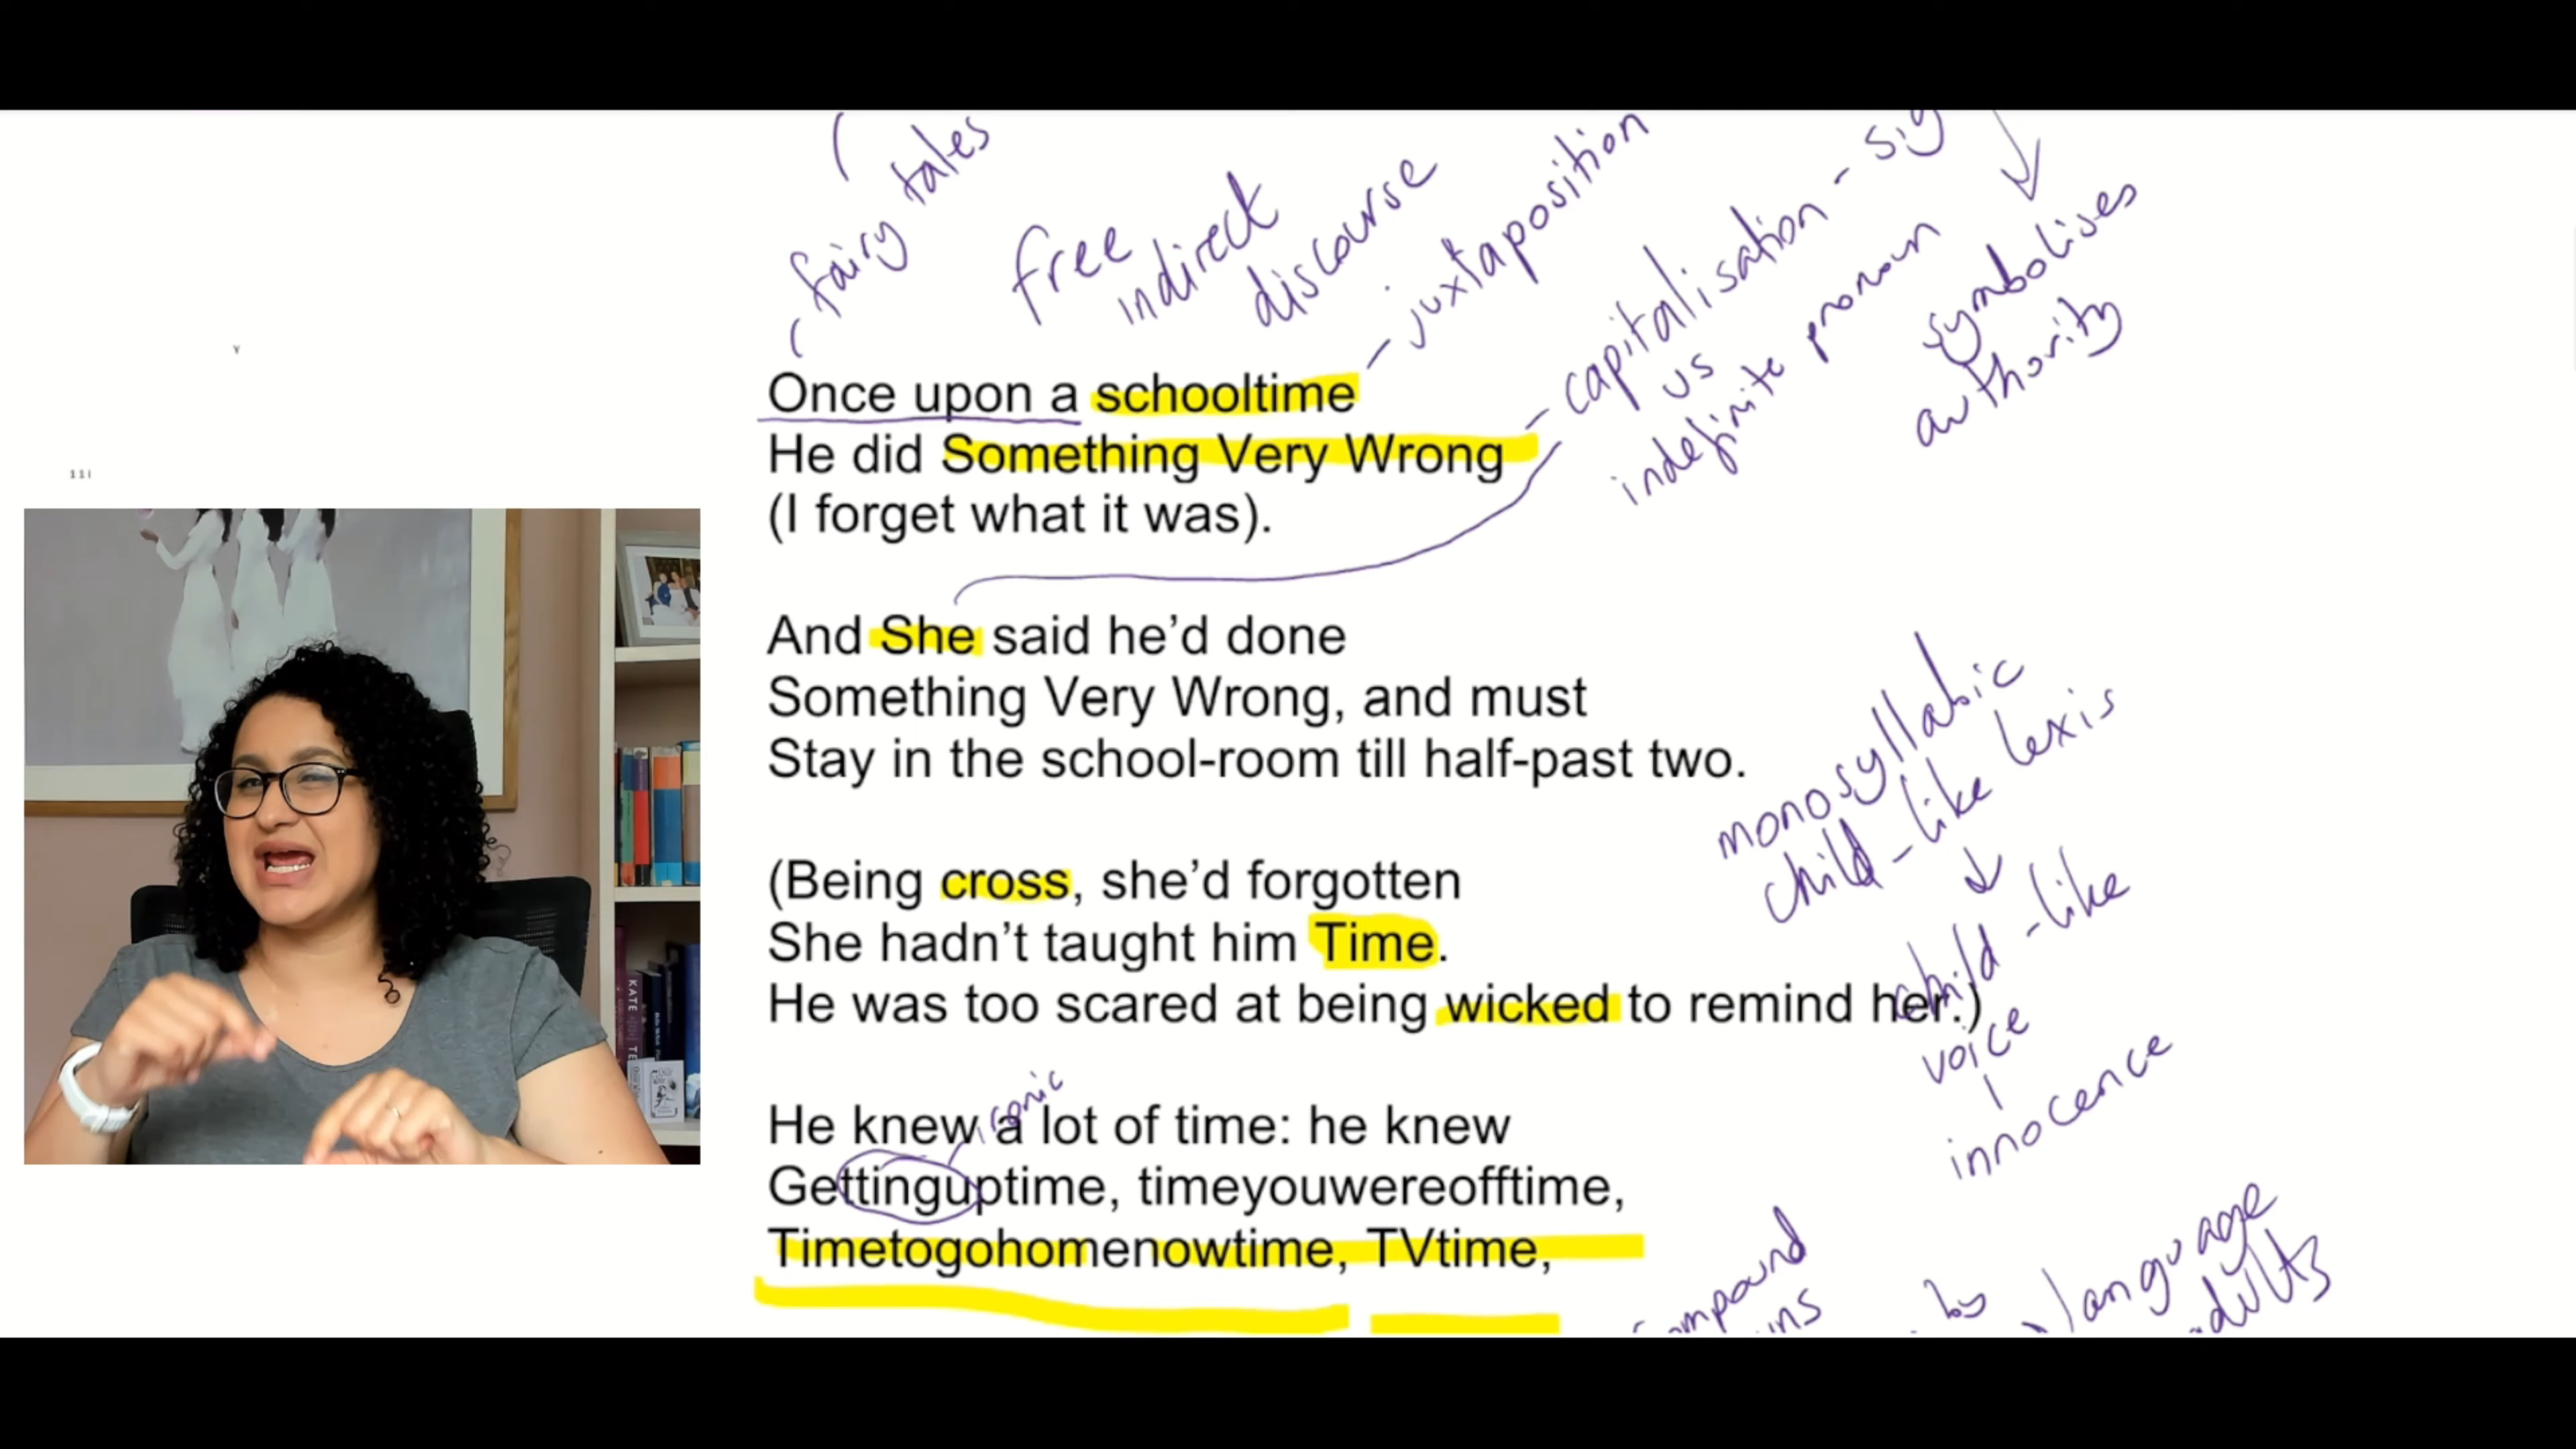 fairy tales
free indirect discourse
- juxtaposition
- capitalisation - sig
us
indefinite pronoun
symbolises
authority
Once upon a schooltime
He did Something Very Wrong
(I forget what it was).
And She said he’d done
Something Very Wrong, and must
Stay in the school-room till half-past two.
monosyllabic
child-like lexis
child-like
voice
innocence
(Being cross, she’d forgotten
She hadn’t taught him Time.
He was too scared at being wicked to remind her.)
ironic
He knew a lot of time: he knew
Gettinguptime, timeyouwereofftime,
Timetogohomenowtime, TVtime,
language
KATE
TE